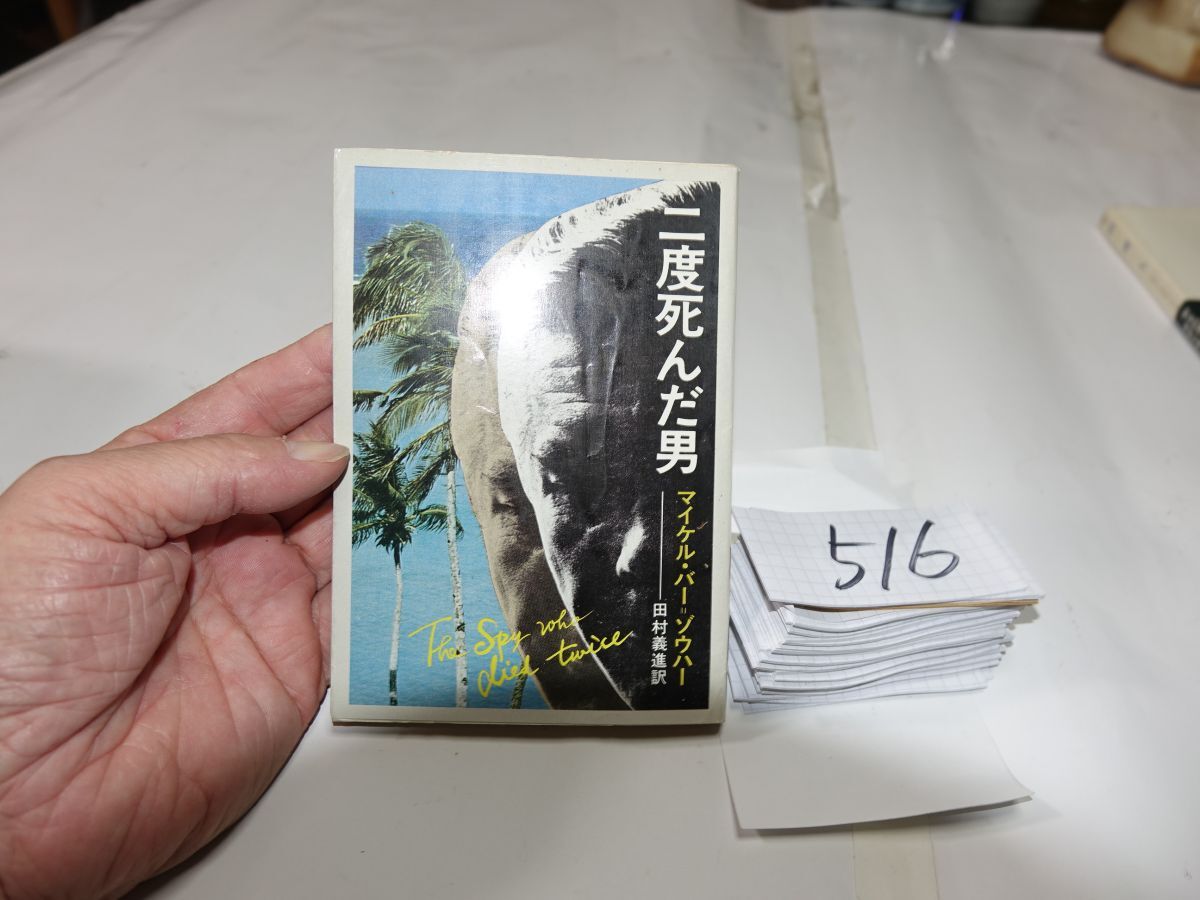 二度死んだ男
マイケル・バー=ゾウハー
田村義進訳
The Spy who
died twice
516